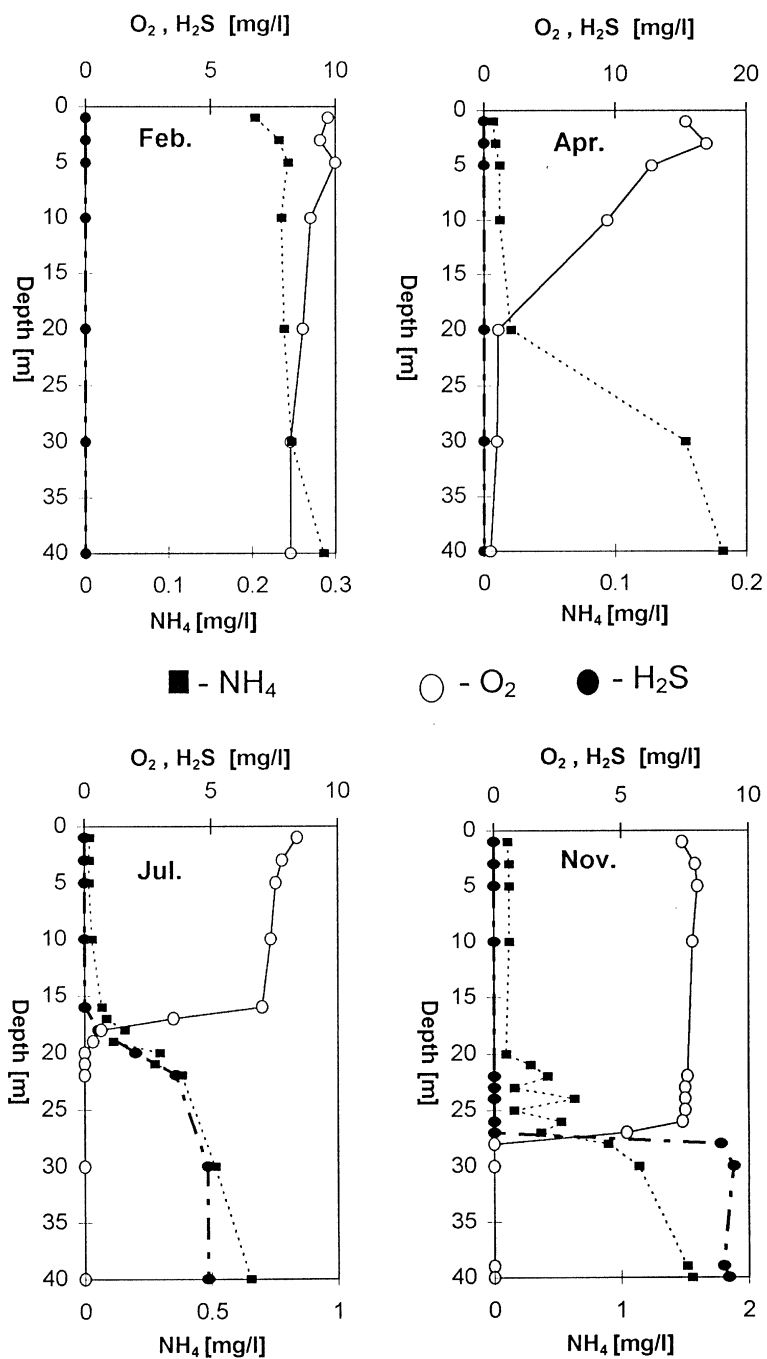 O₂ , H₂S [mg/l]
0 5 10
Feb.
0
5
10
15
20
25
30
35
40
Depth [m]
0 0.1 0.2 0.3
NH₄ [mg/l]
O₂ , H₂S [mg/l]
0 10 20
Apr.
0
5
10
15
20
25
30
35
40
Depth [m]
0 0.1 0.2
NH₄ [mg/l]
- NH₄ - O₂ - H₂S
O₂ , H₂S [mg/l]
0 5 10
Jul.
0
5
10
15
20
25
30
35
40
Depth [m]
0 0.5 1
NH₄ [mg/l]
O₂ , H₂S [mg/l]
0 5 10
Nov.
0
5
10
15
20
25
30
35
40
Depth [m]
0 1 2
NH₄ [mg/l]